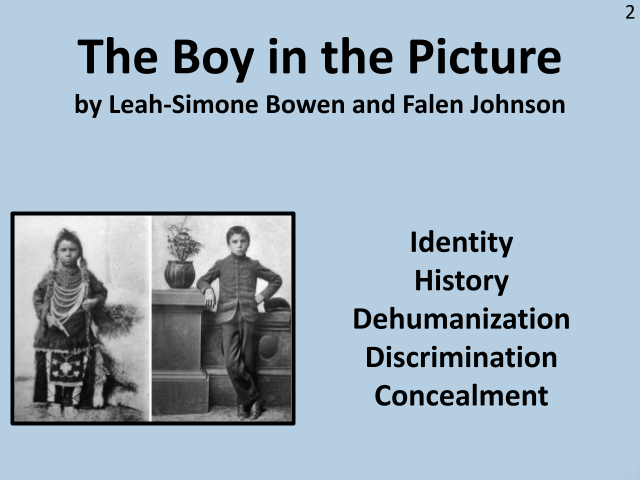 2
The Boy in the Picture
by Leah-Simone Bowen and Falen Johnson
Identity
History
Dehumanization
Discrimination
Concealment